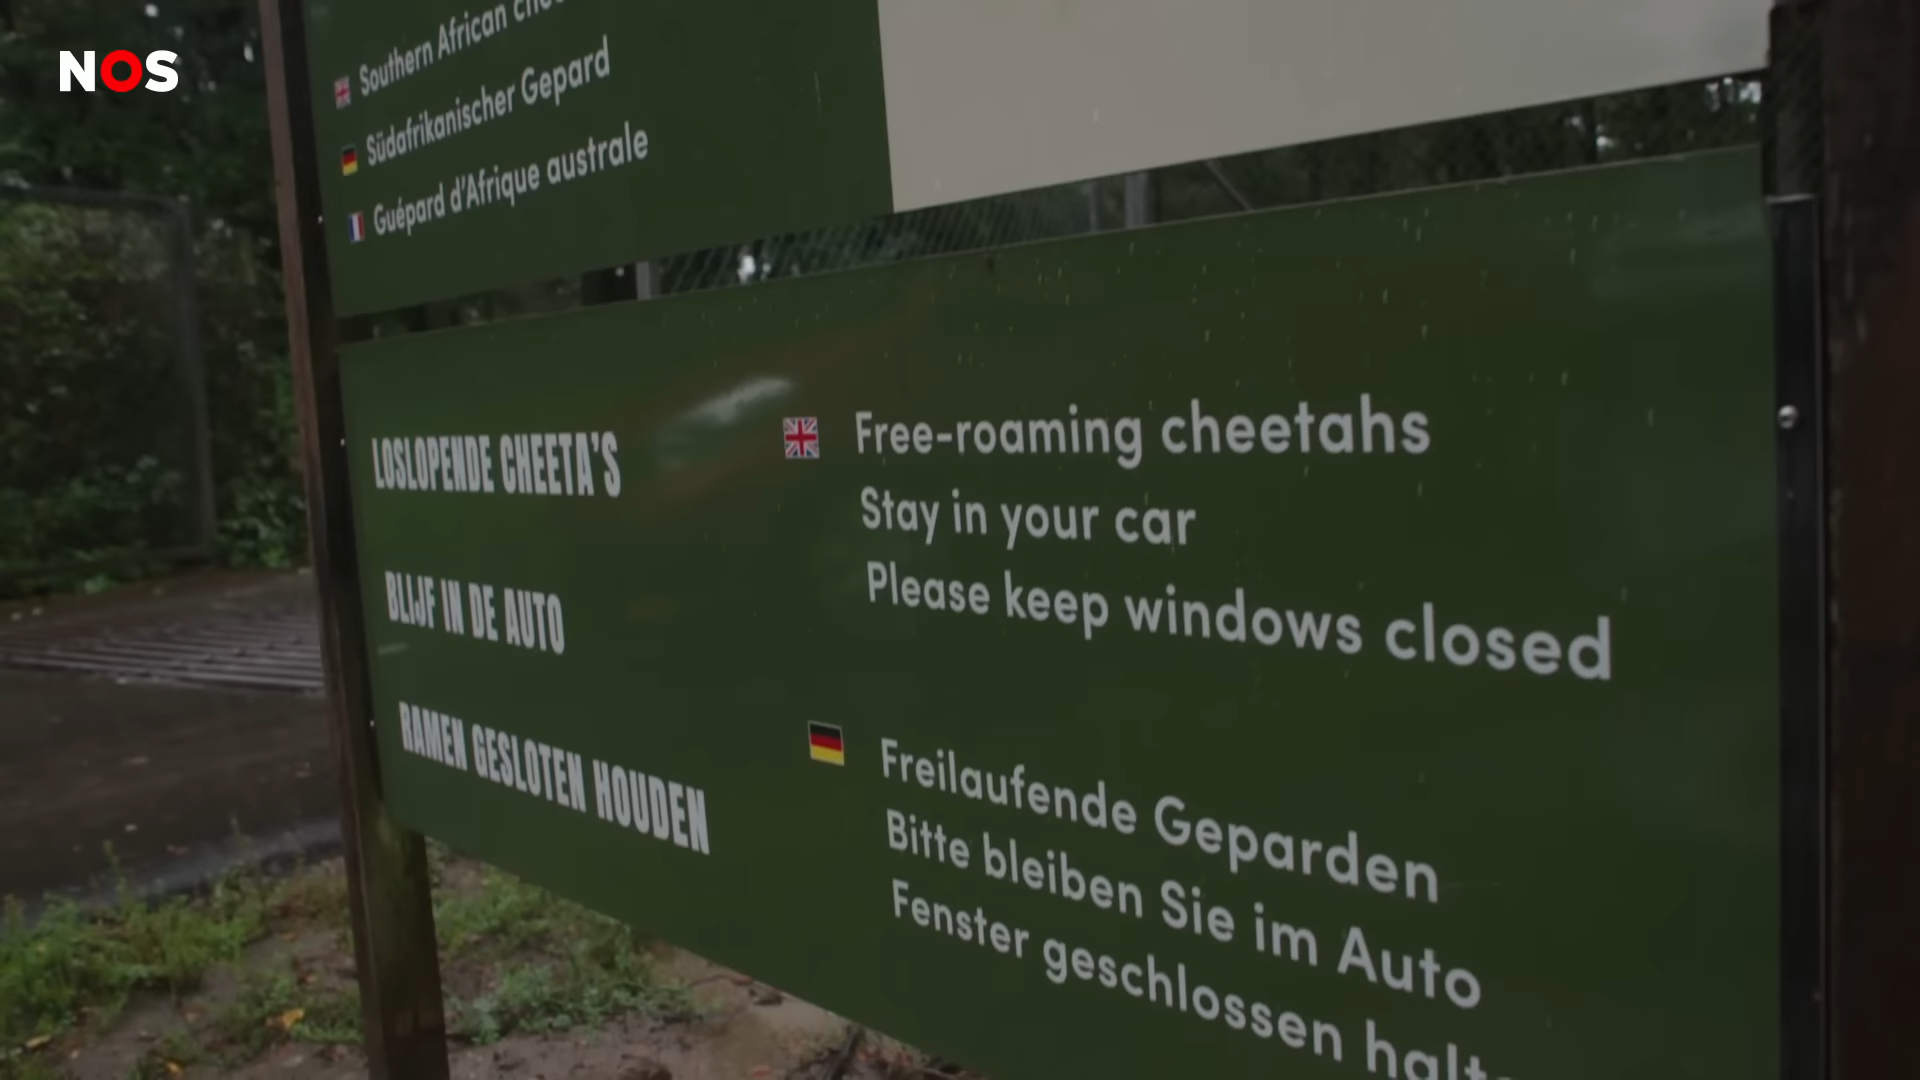 NOS
Southern African
Südafrikanischer Gepard
Guépard d'Afrique australe
LOSLOPENDE CHEETA'S
BLIJF IN DE AUTO
RAMEN GESLOTEN HOUDEN
Free-roaming cheetahs
Stay in your car
Please keep windows closed
Freilaufende Geparden
Bitte bleiben Sie im Auto
Fenster geschlossen